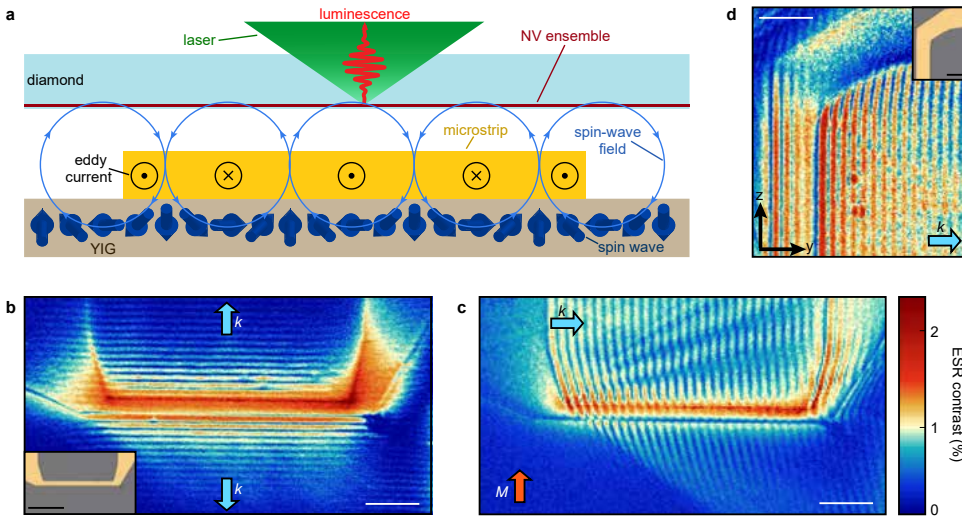 a
luminescence
laser
NV ensemble
diamond
microstrip
spin-wave
field
eddy
current
YIG
spin wave
d
z
y
k
b
k
k
c
k
M
2
1
0
ESR contrast (%)